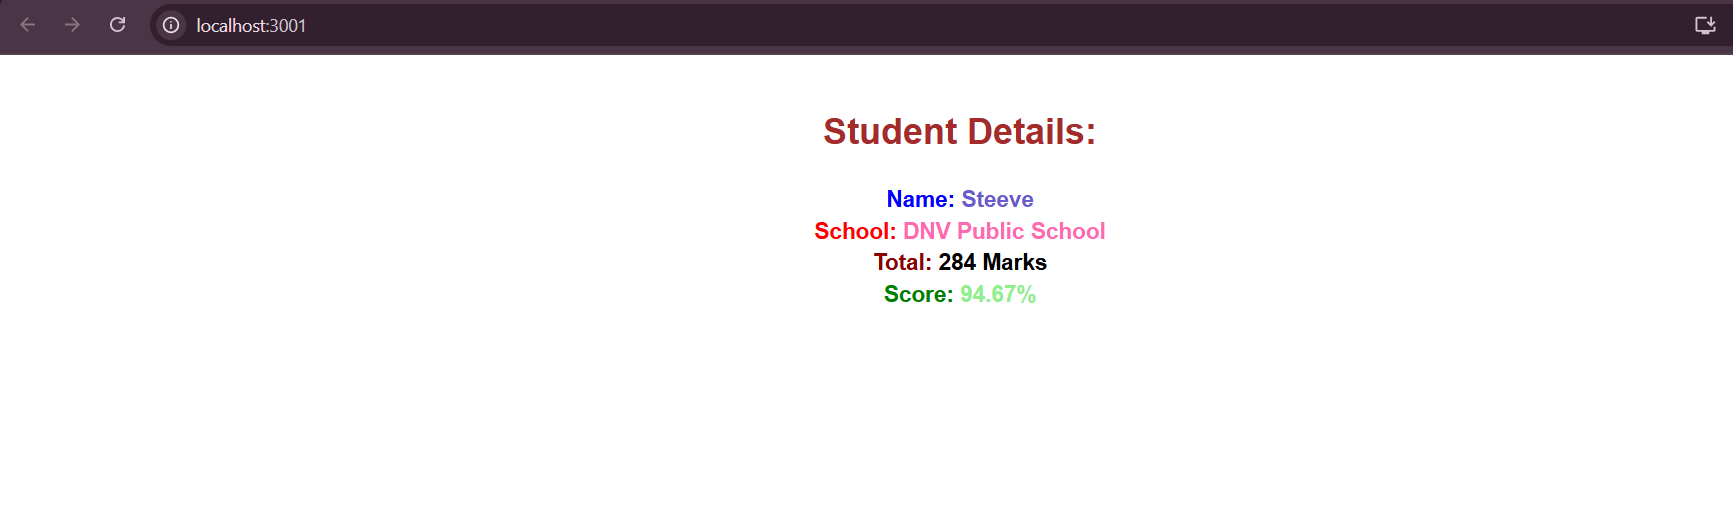 localhost:3001
Student Details:
Name: Steeve
School: DNV Public School
Total: 284 Marks
Score: 94.67%